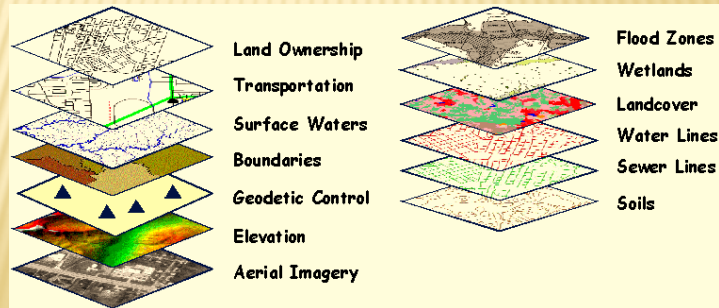 Land Ownership
Transportation
Surface Waters
Boundaries
Geodetic Control
Elevation
Aerial Imagery
Flood Zones
Wetlands
Landcover
Water Lines
Sewer Lines
Soils